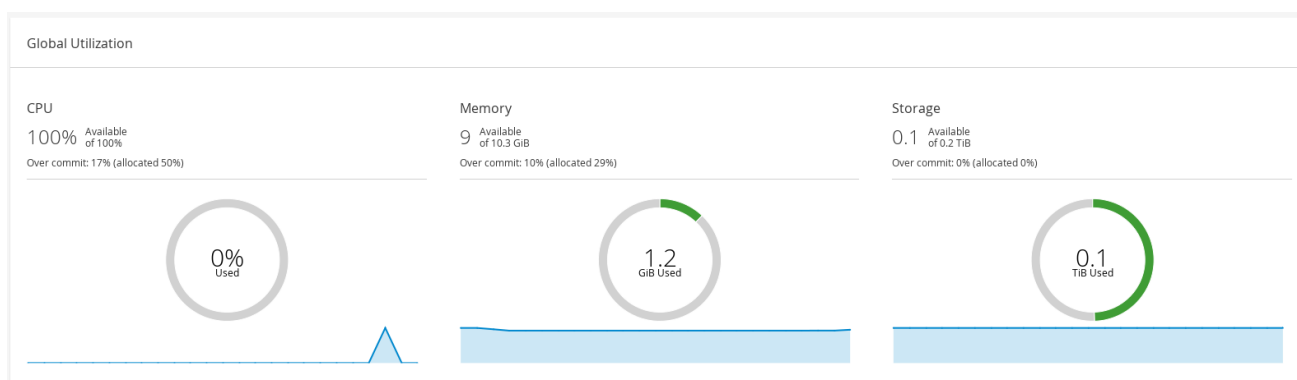 Global Utilization
CPU
100% Available
of 100%
Over commit: 17% (allocated 50%)
0%
Used
Memory
9 Available
of 10.3 GiB
Over commit: 10% (allocated 29%)
1.2
GiB Used
Storage
0.1 Available
of 0.2 TiB
Over commit: 0% (allocated 0%)
0.1
TiB Used